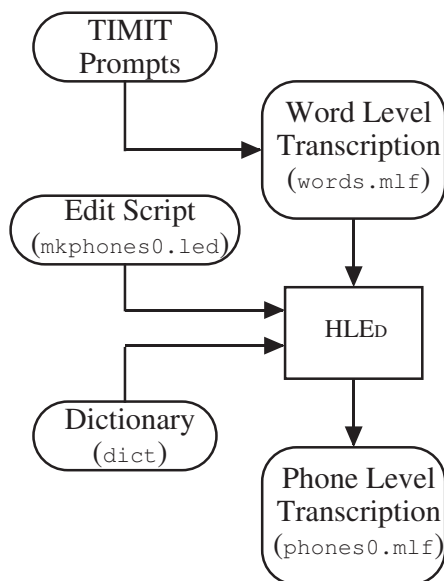 TIMIT
Prompts
Word Level
Transcription
(words.mlf)
Edit Script
(mkphones0.led)
HLED
Dictionary
(dict)
Phone Level
Transcription
(phones0.mlf)